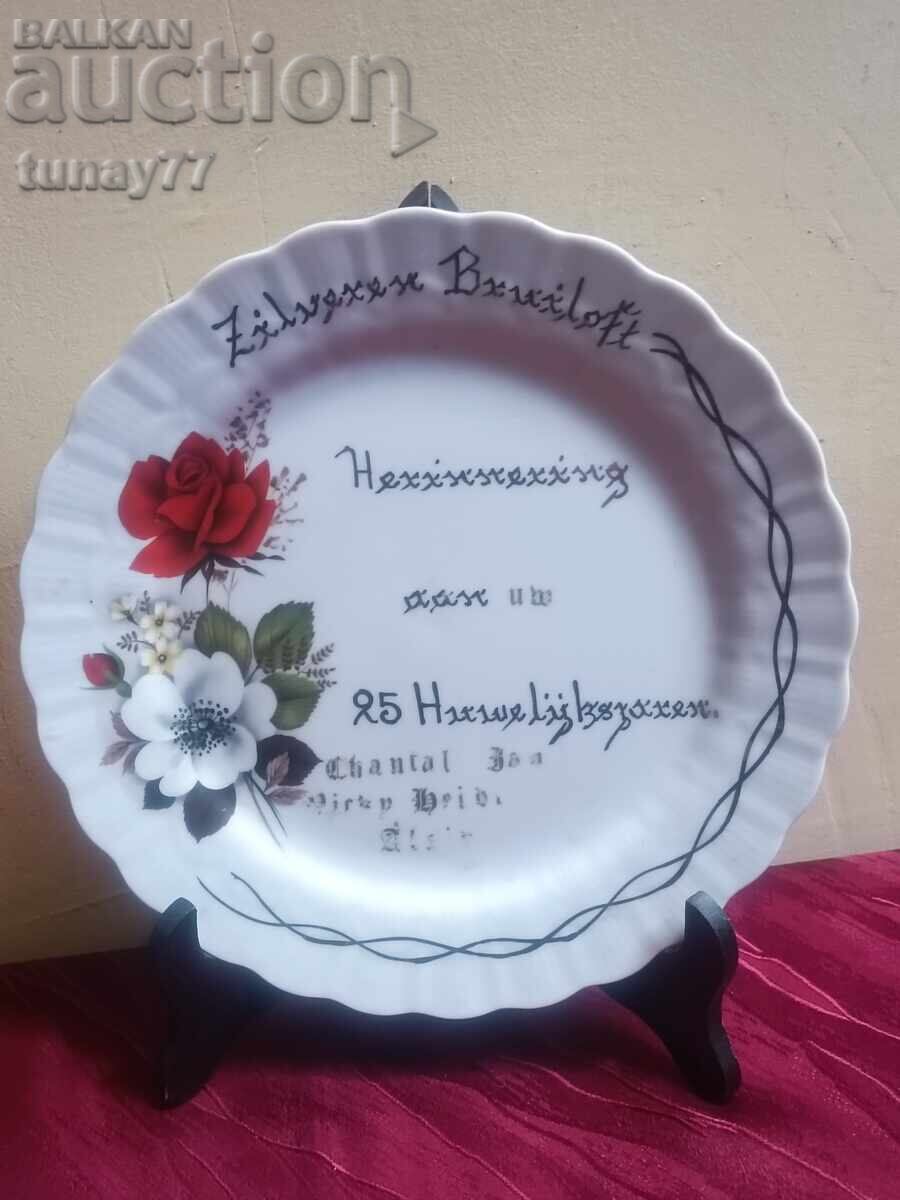 BALKAN
auction
tunay77
Zilveren Bruiloft
Herinnering
aan uw
25 Huwelijksjaren.
Chantal